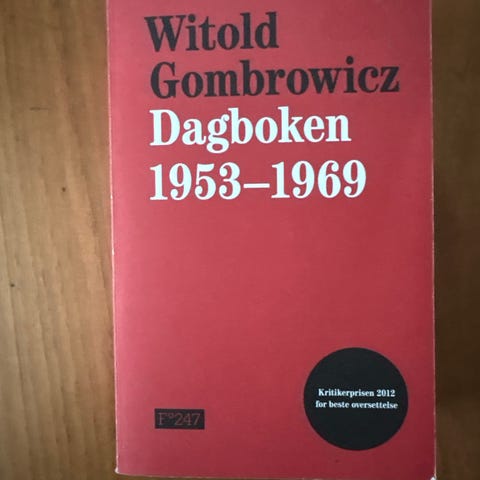 Witold
Gombrowicz
Dagboken
1953–1969
Kritikerprisen 2012
for beste oversettelse
F°247